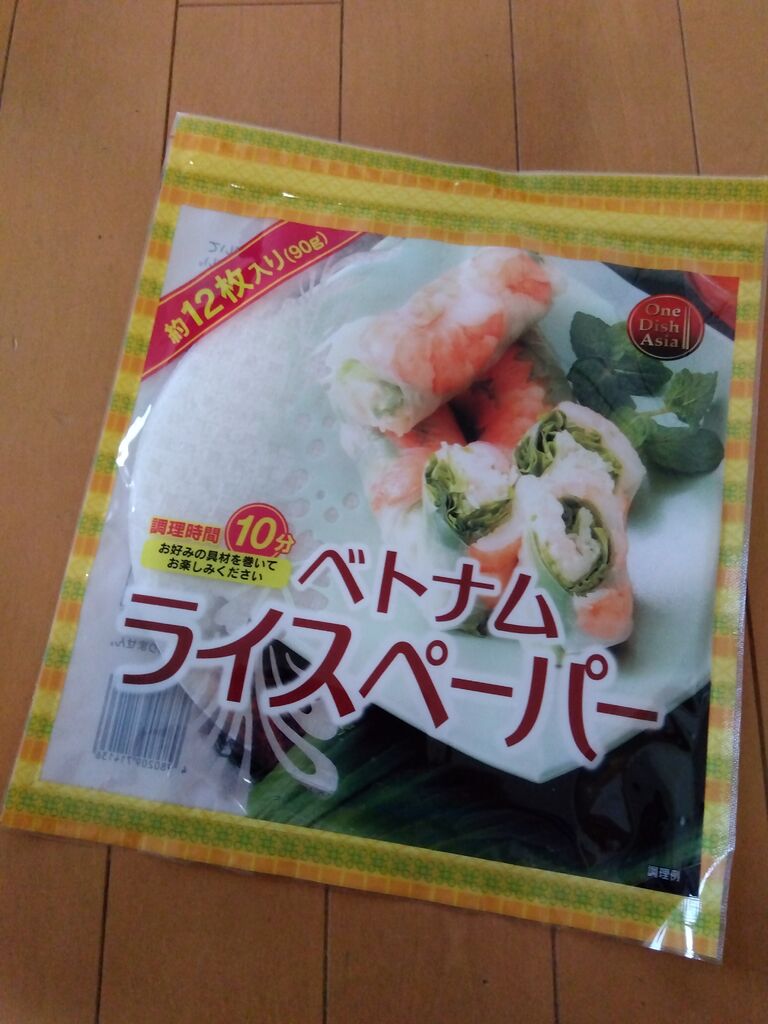 約12枚入り(90g)
One
Dish
Asia
調理時間 10分
お好みの具材を巻いて
お楽しみください
ベトナム
ライスペーパー
調理例